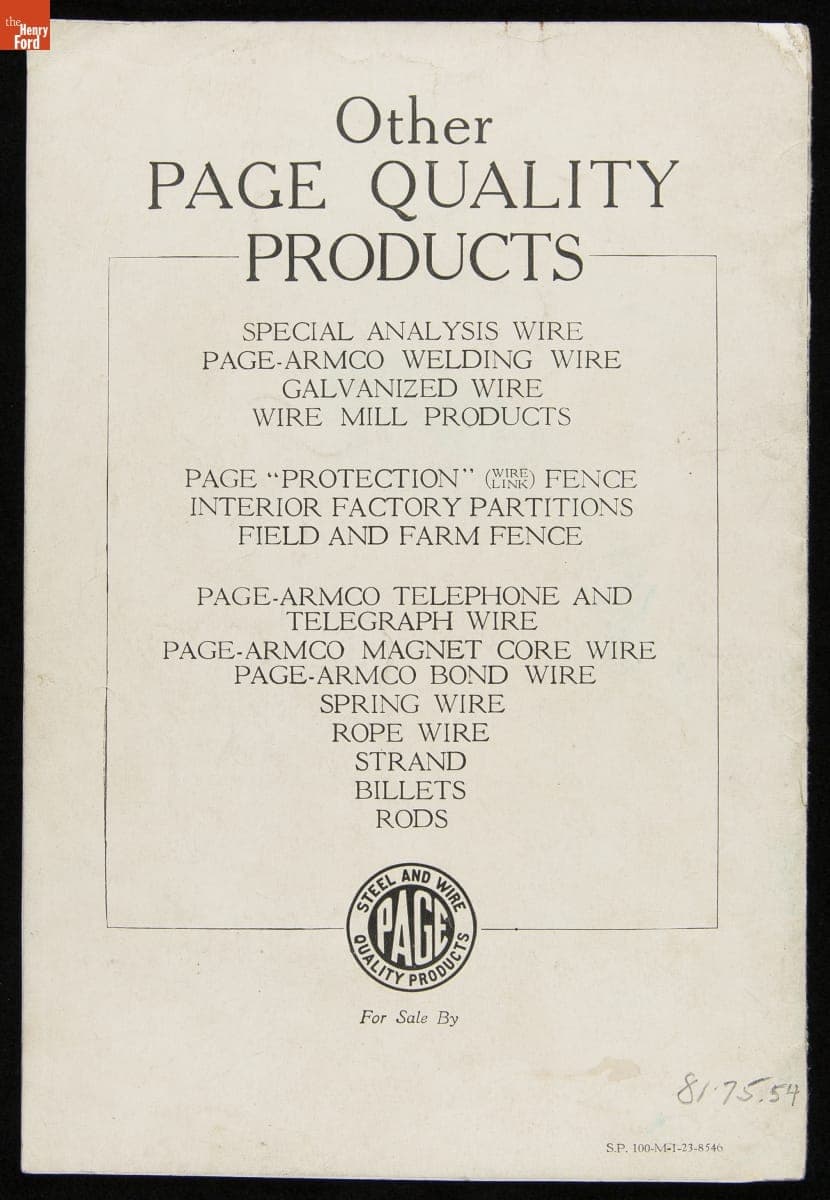 the
Henry
Ford
Other
PAGE QUALITY
PRODUCTS
SPECIAL ANALYSIS WIRE
PAGE-ARMCO WELDING WIRE
GALVANIZED WIRE
WIRE MILL PRODUCTS
PAGE "PROTECTION" (WIRE LINK) FENCE
INTERIOR FACTORY PARTITIONS
FIELD AND FARM FENCE
PAGE-ARMCO TELEPHONE AND
TELEGRAPH WIRE
PAGE-ARMCO MAGNET CORE WIRE
PAGE-ARMCO BOND WIRE
SPRING WIRE
ROPE WIRE
STRAND
BILLETS
RODS
STEEL AND WIRE
PAGE
QUALITY PRODUCTS
For Sale By
81.75.54
S.P. 100-M-1-23-8546